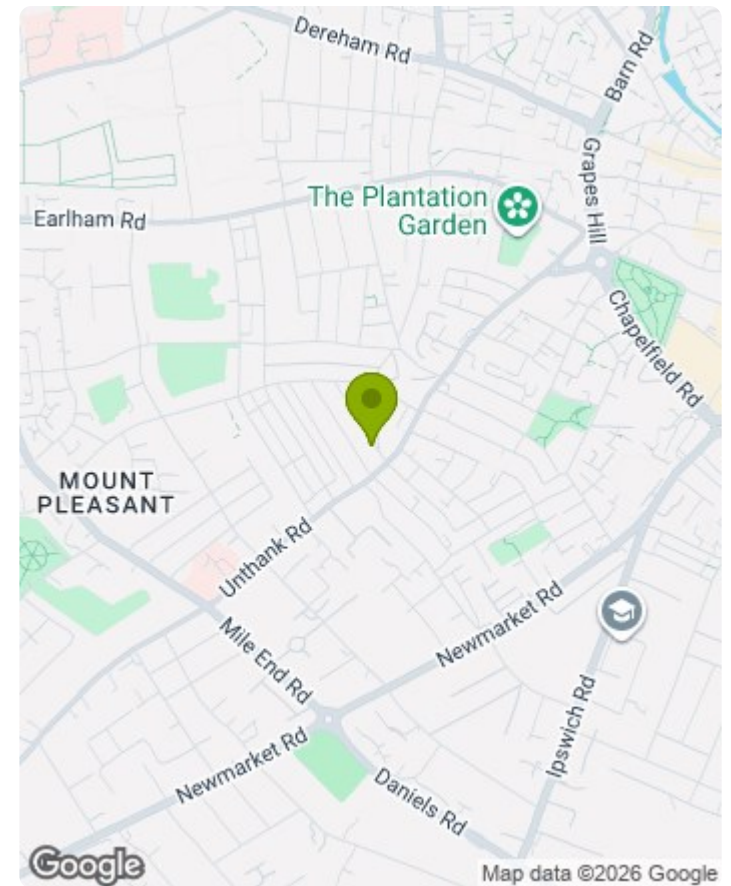 Dereham Rd
Barn Rd
Grapes Hill
The Plantation
Garden
Earlham Rd
Chapelfield Rd
MOUNT
PLEASANT
Unthank Rd
Newmarket Rd
Mile End Rd
Ipswich Rd
Newmarket Rd
Daniels Rd
Google
Map data ©2026 Google